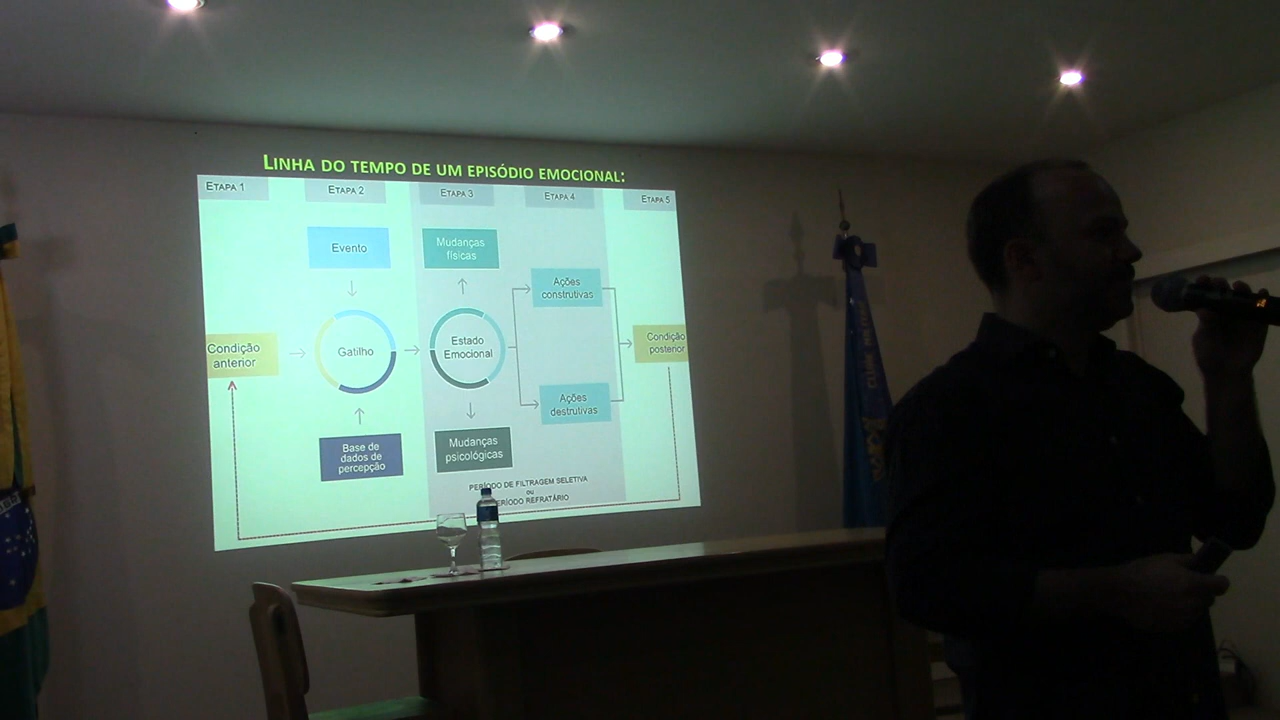 LINHA DO TEMPO DE UM EPISÓDIO EMOCIONAL:
ETAPA 1
ETAPA 2
ETAPA 3
ETAPA 4
ETAPA 5
Evento
Mudanças
físicas
Ações
construtivas
Condição
anterior
Gatilho
Estado
Emocional
Condição
posterior
Ações
destrutivas
Base de
dados de
percepção
Mudanças
psicológicas
PERÍODO DE FILTRAGEM SELETIVA
OU
PERÍODO REFRATÁRIO
CLUBE